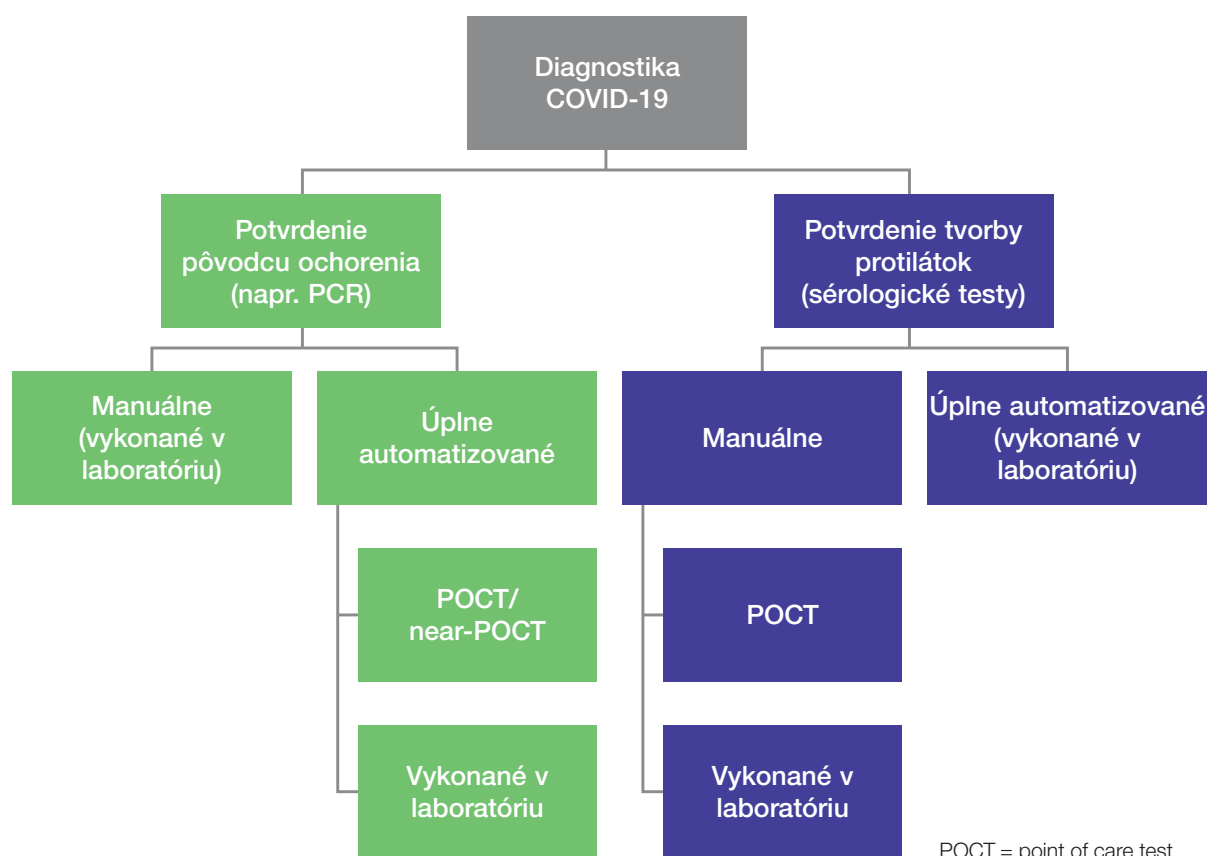 Diagnostika
COVID-19
Potvrdenie
pôvodcu ochorenia
(napr. PCR)
Potvrdenie tvorby
protilátok
(sérologické testy)
Manuálne
(vykonané v
laboratóriu)
Úplne
automatizované
Manuálne
Úplne automatizované
(vykonané v
laboratóriu)
POCT/
near-POCT
POCT
Vykonané v
laboratóriu
Vykonané v
laboratóriu
POCT = point of care test